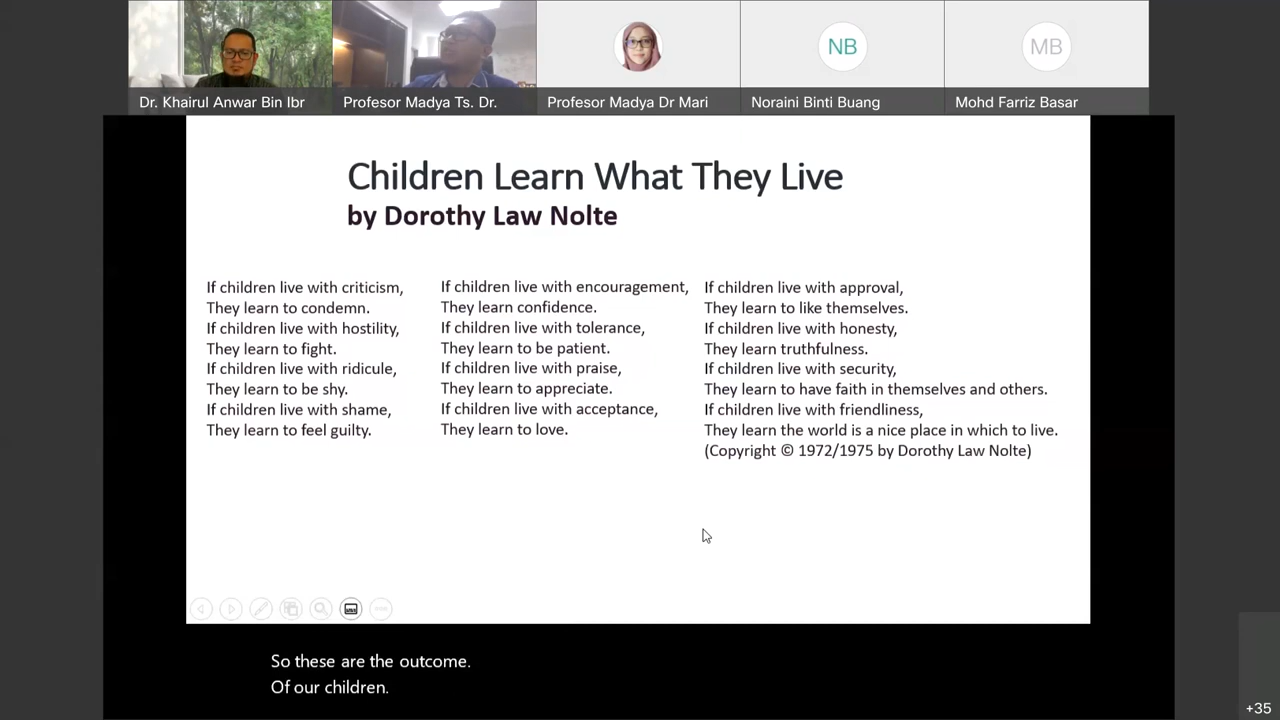 Dr. Khairul Anwar Bin Ibr
Profesor Madya Ts. Dr.
Profesor Madya Dr Mari
NB
Noraini Binti Buang
MB
Mohd Farriz Basar
Children Learn What They Live
by Dorothy Law Nolte
If children live with criticism,
They learn to condemn.
If children live with hostility,
They learn to fight.
If children live with ridicule,
They learn to be shy.
If children live with shame,
They learn to feel guilty.
If children live with encouragement,
They learn confidence.
If children live with tolerance,
They learn to be patient.
If children live with praise,
They learn to appreciate.
If children live with acceptance,
They learn to love.
If children live with approval,
They learn to like themselves.
If children live with honesty,
They learn truthfulness.
If children live with security,
They learn to have faith in themselves and others.
If children live with friendliness,
They learn the world is a nice place in which to live.
(Copyright © 1972/1975 by Dorothy Law Nolte)
So these are the outcome.
Of our children.
+35